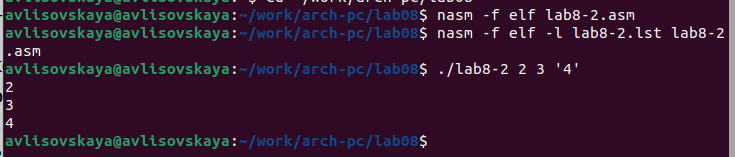 avlisovskaya@avlisovskaya:~/work/arch-pc/lab08$ nasm -f elf lab8-2.asm
avlisovskaya@avlisovskaya:~/work/arch-pc/lab08$ nasm -f elf -l lab8-2.lst lab8-2
.asm
avlisovskaya@avlisovskaya:~/work/arch-pc/lab08$ ./lab8-2 2 3 '4'
2
3
4
avlisovskaya@avlisovskaya:~/work/arch-pc/lab08$